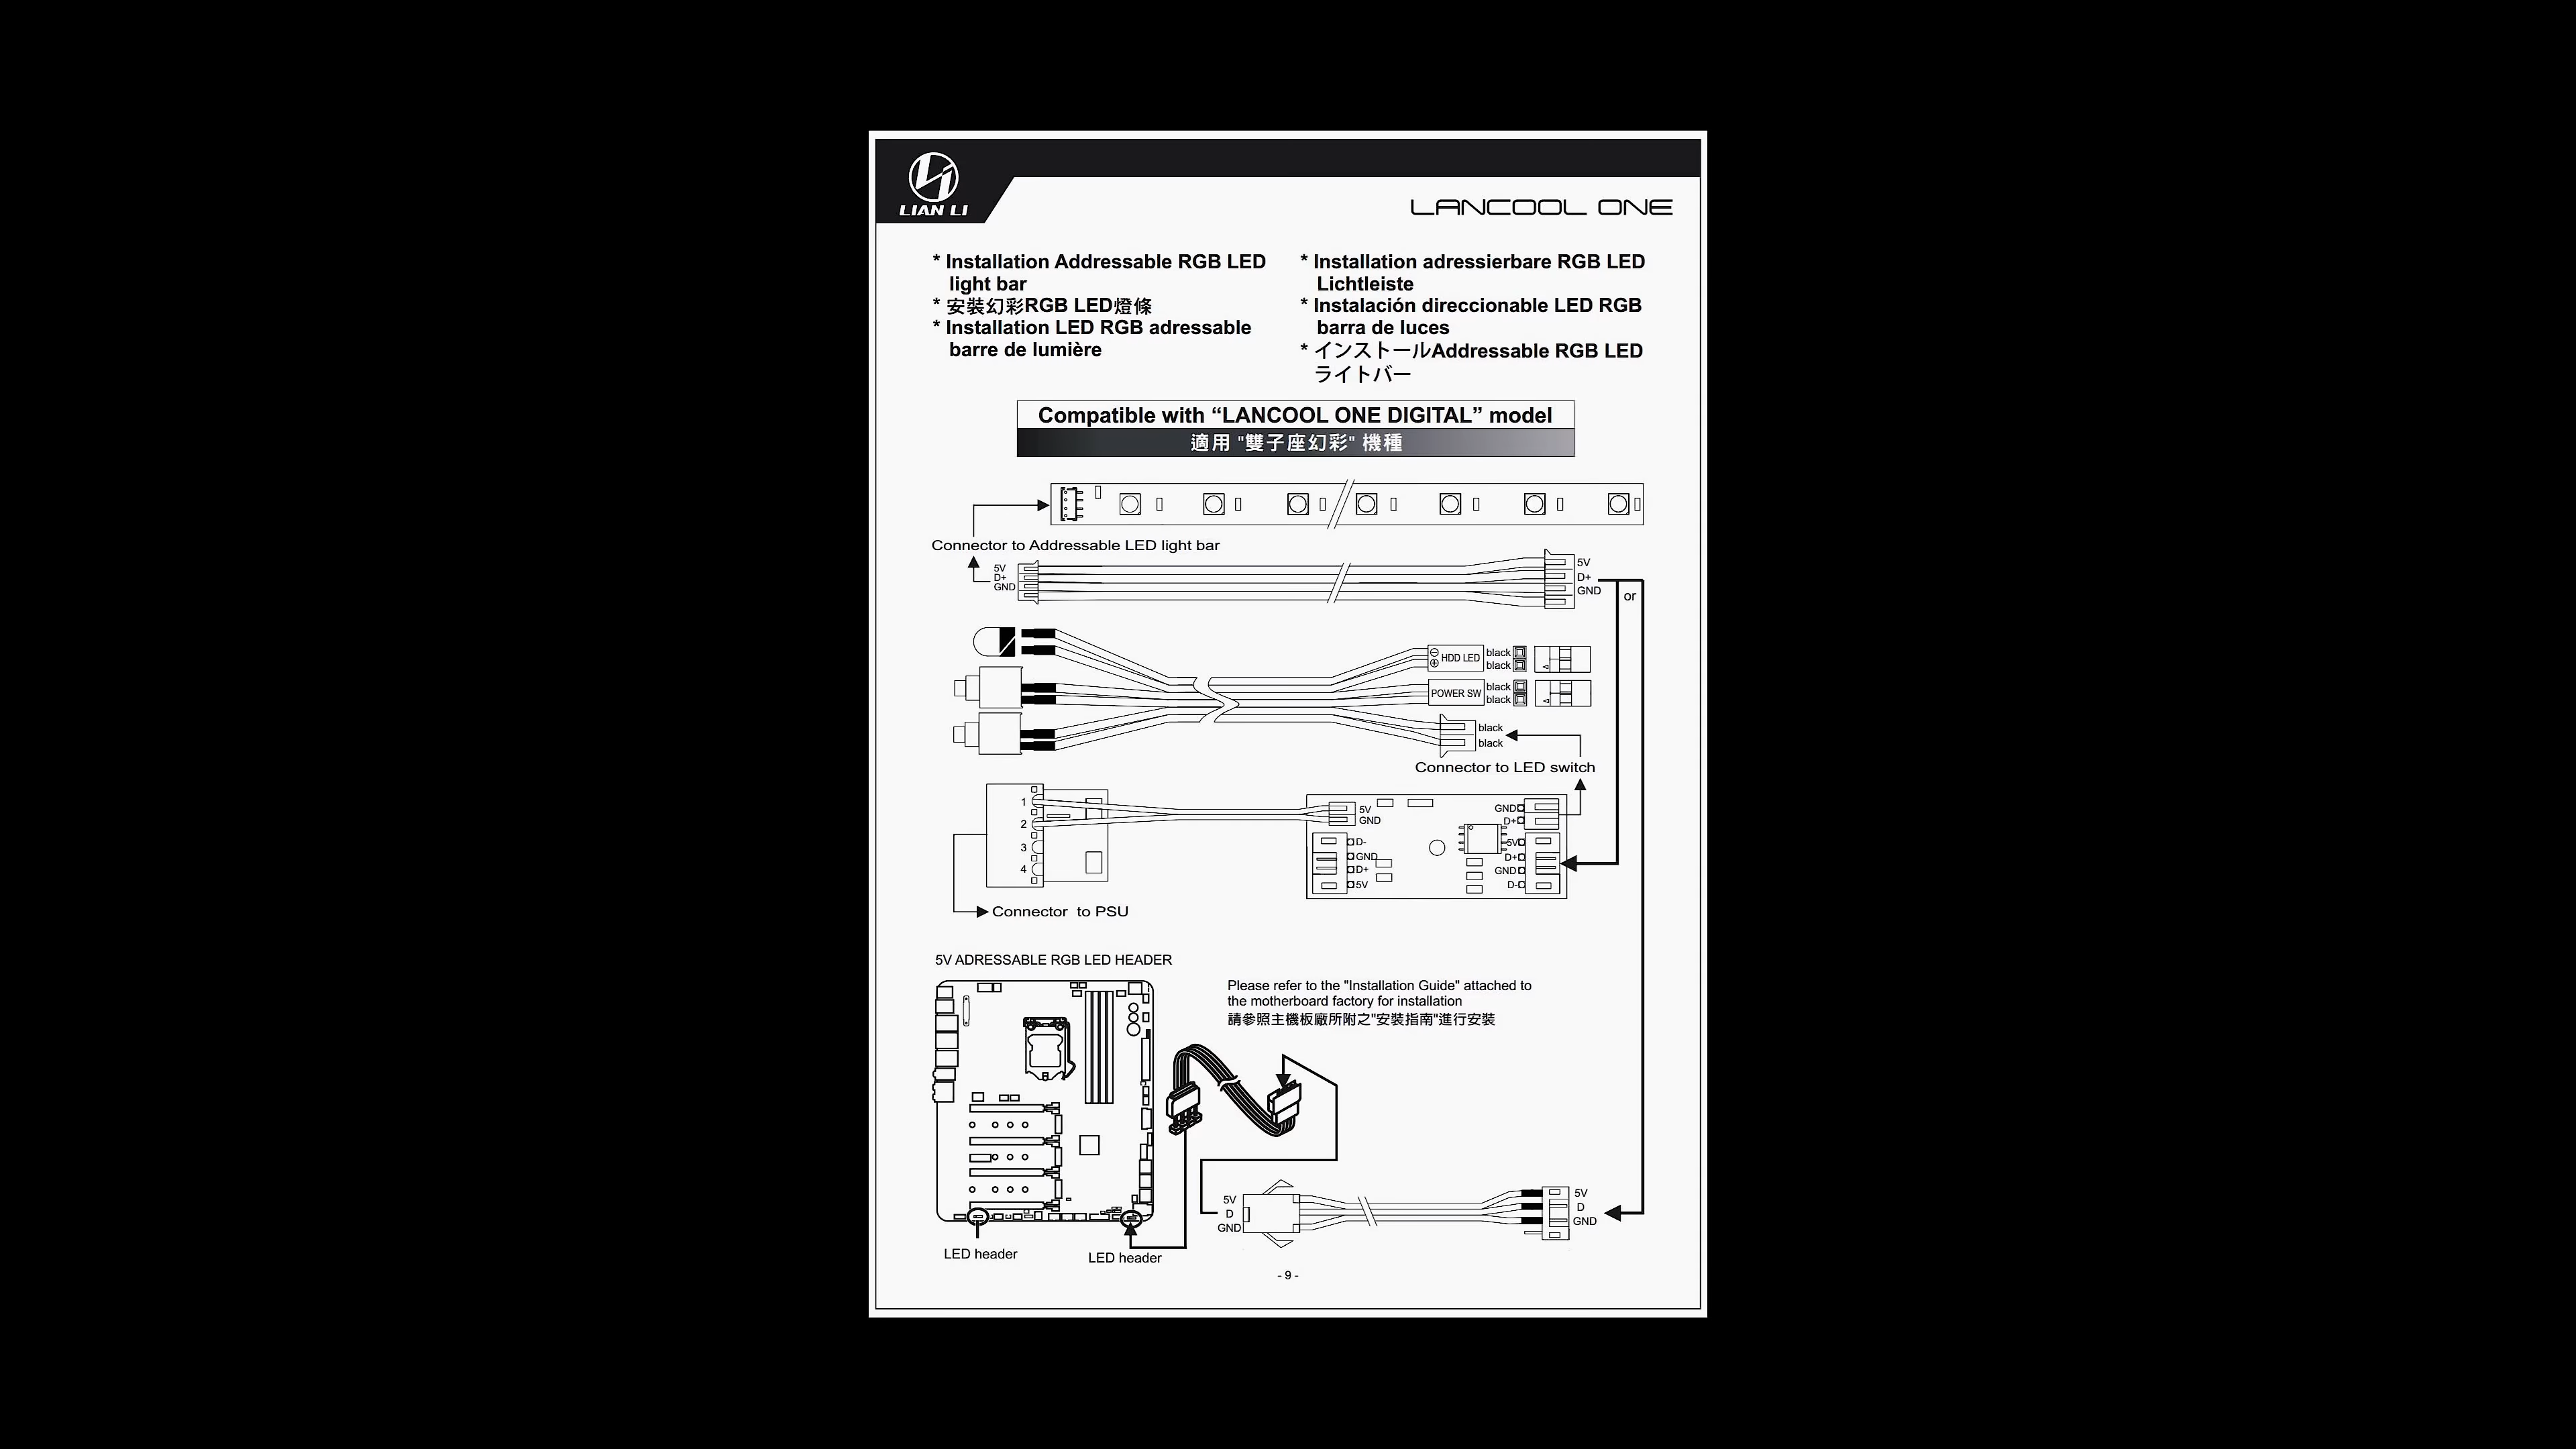 LIAN LI
LANCOOL ONE
* Installation Addressable RGB LED
light bar
* 安裝幻彩RGB LED燈條
* Installation LED RGB adressable
barre de lumière
* Installation adressierbare RGB LED
Lichtleiste
* Instalación direccionable LED RGB
barra de luces
* インストールAddressable RGB LED
ライトバー
Compatible with “LANCOOL ONE DIGITAL” model
適用 "雙子座幻彩" 機種
Connector to Addressable LED light bar
5V
D+
GND
5V
D+
GND
or
HDD LED
black
black
POWER SW
black
black
black
black
Connector to LED switch
1
2
3
4
5V
GND
D-
GND
D+
5V
GND
D+
5V
D+
GND
D-
Connector to PSU
5V ADRESSABLE RGB LED HEADER
Please refer to the "Installation Guide" attached to
the motherboard factory for installation
請參照主機板廠所附之"安裝指南"進行安裝
5V
D
GND
5V
D
GND
LED header
LED header
- 9 -